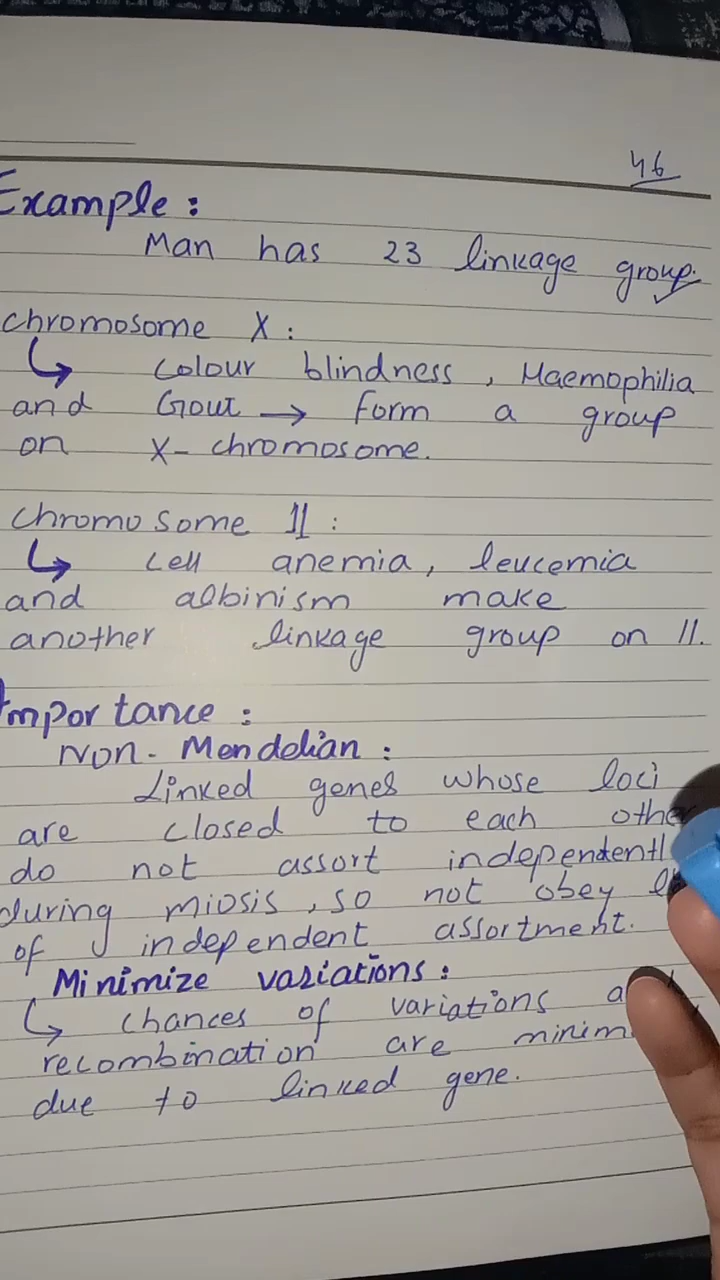 46
Example :
Man has 23 linkage group.
chromosome X :
↳ colour blindness , Haemophilia
and Gout → form a group
on X- chromosome.
chromosome 11 :
↳ cell anemia, leucemia
and albinism make
another linkage group on 11.
Importance :
Non- Mendelian :
Linked genes whose loci
are closed to each other
do not assort independentl
during miosis , so not obey
of independent assortment.
Minimize variations :
↳ chances of variations
recombination are minim
due to linked gene.